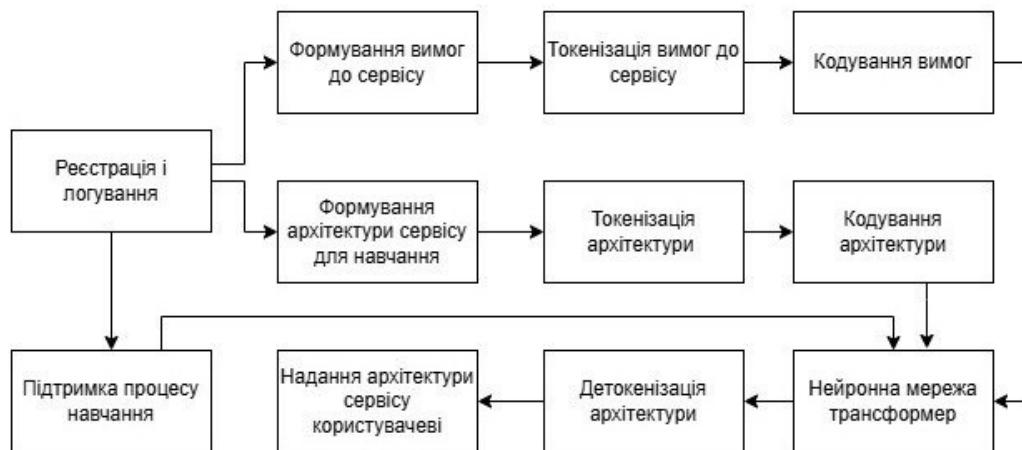 Формування вимог
до сервісу
Токенізація вимог до
сервісу
Кодування вимог
Реєстрація і
логування
Формування
архітектури сервісу
для навчання
Токенізація
архітектури
Кодування
архітектури
Підтримка процесу
навчання
Надання архітектури
сервісу
користувачеві
Детокенізація
архітектури
Нейронна мережа
трансформер